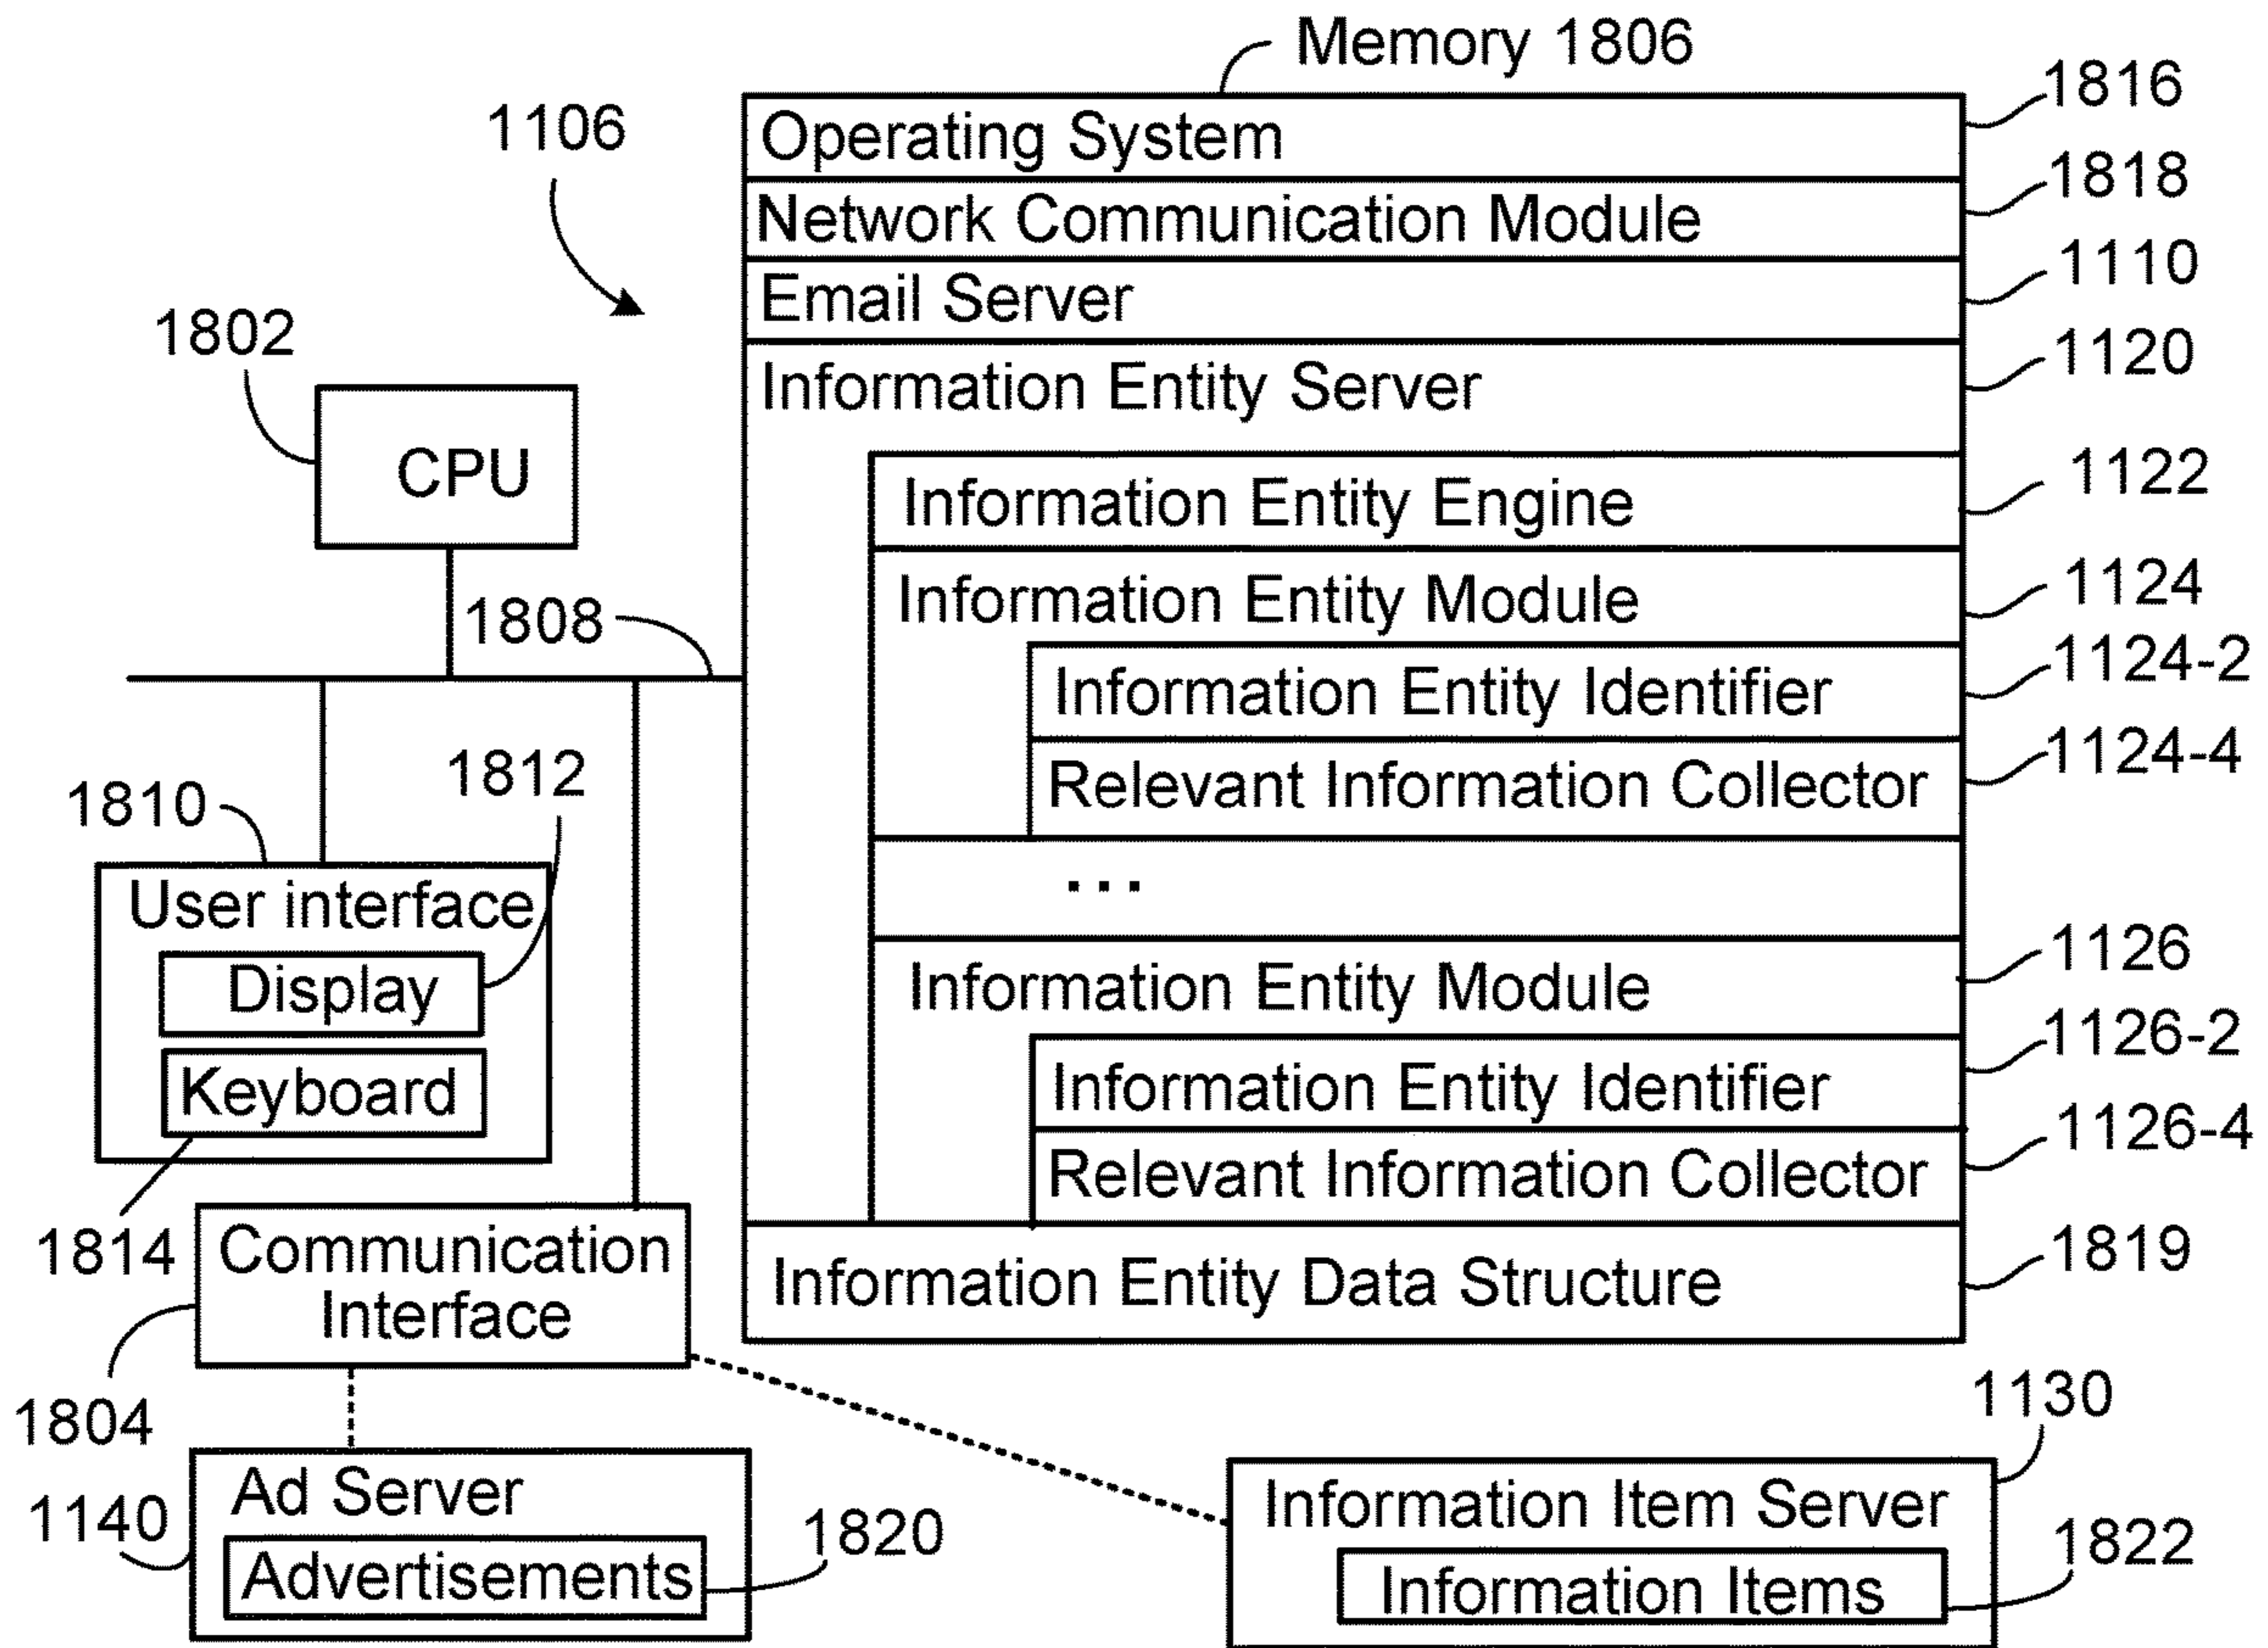 Memory 1806
1816
1106
Operating System
1818
Network Communication Module
1110
Email Server
1802
1120
Information Entity Server
CPU
1122
Information Entity Engine
1124
Information Entity Module
1808
1124-2
Information Entity Identifier
1812
1124-4
Relevant Information Collector
1810
...
User interface
1126
Display
Information Entity Module
1126-2
Keyboard
Information Entity Identifier
1126-4
Relevant Information Collector
1814
Communication
Interface
1819
Information Entity Data Structure
1804
1130
Ad Server
Information Item Server
1140
1820
1822
Advertisements
Information Items